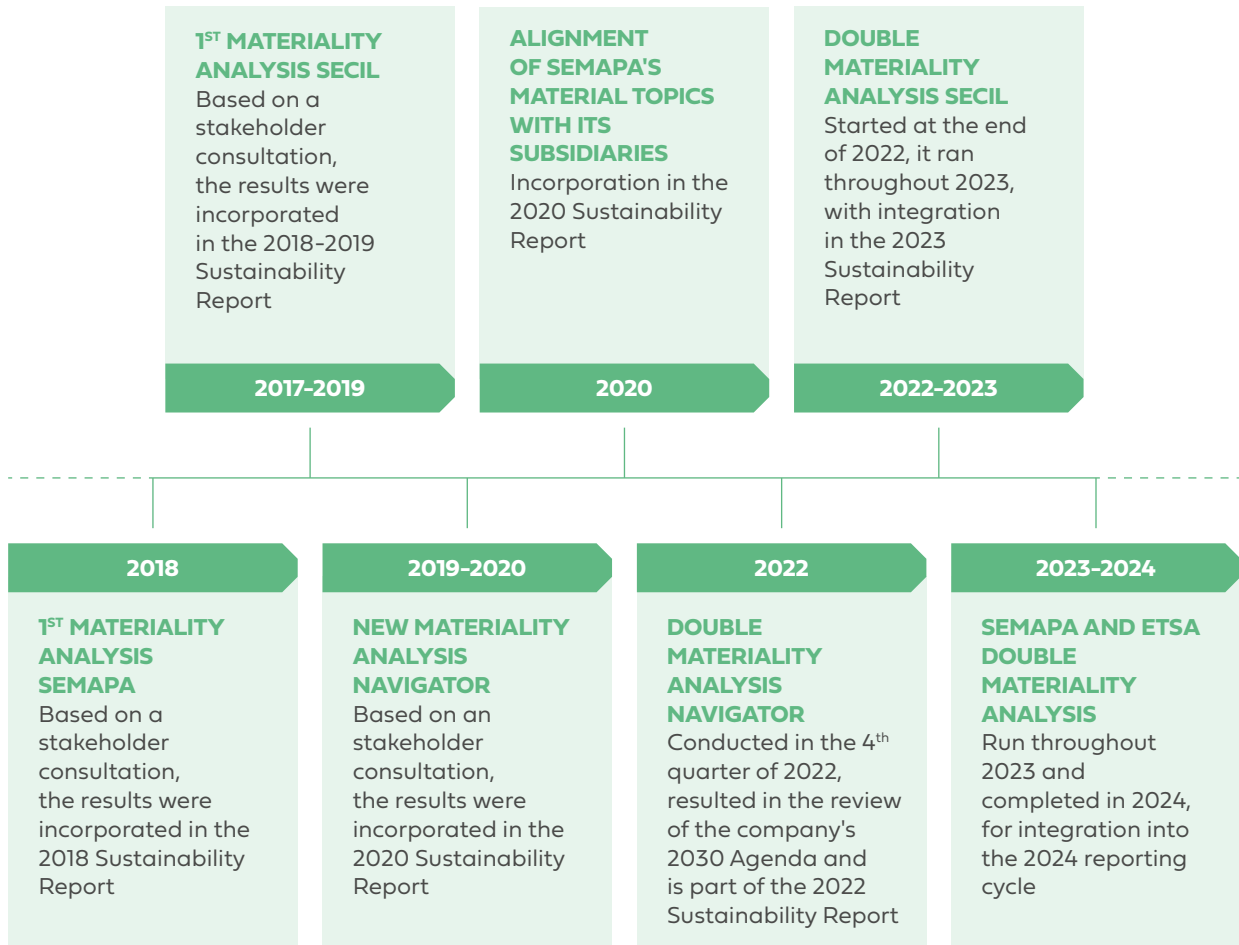 1ST MATERIALITY
ANALYSIS SECIL
Based on a
stakeholder
consultation,
the results were
incorporated
in the 2018-2019
Sustainability
Report
2017-2019
ALIGNMENT
OF SEMAPA'S
MATERIAL TOPICS
WITH ITS
SUBSIDIARIES
Incorporation in the
2020 Sustainability
Report
2020
DOUBLE
MATERIALITY
ANALYSIS SECIL
Started at the end
of 2022, it ran
throughout 2023,
with integration
in the 2023
Sustainability
Report
2022-2023
2018
1ST MATERIALITY
ANALYSIS
SEMAPA
Based on a
stakeholder
consultation,
the results were
incorporated in the
2018 Sustainability
Report
2019-2020
NEW MATERIALITY
ANALYSIS
NAVIGATOR
Based on an
stakeholder
consultation,
the results were
incorporated in the
2020 Sustainability
Report
2022
DOUBLE
MATERIALITY
ANALYSIS
NAVIGATOR
Conducted in the 4th
quarter of 2022,
resulted in the review
of the company's
2030 Agenda and
is part of the 2022
Sustainability Report
2023-2024
SEMAPA AND ETSA
DOUBLE
MATERIALITY
ANALYSIS
Run throughout
2023 and
completed in 2024,
for integration into
the 2024 reporting
cycle